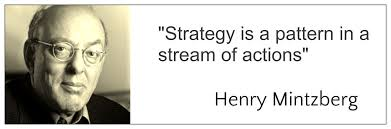 "Strategy is a pattern in a
stream of actions"
Henry Mintzberg